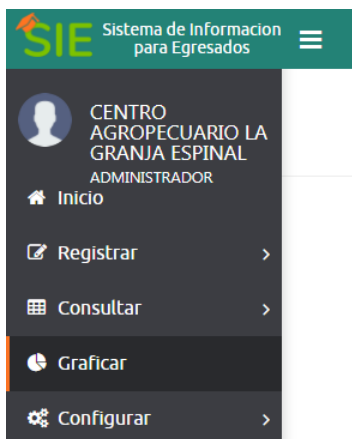 SIE Sistema de Informacion
para Egresados
CENTRO
AGROPECUARIO LA
GRANJA ESPINAL
ADMINISTRADOR
Inicio
Registrar
Consultar
Graficar
Configurar